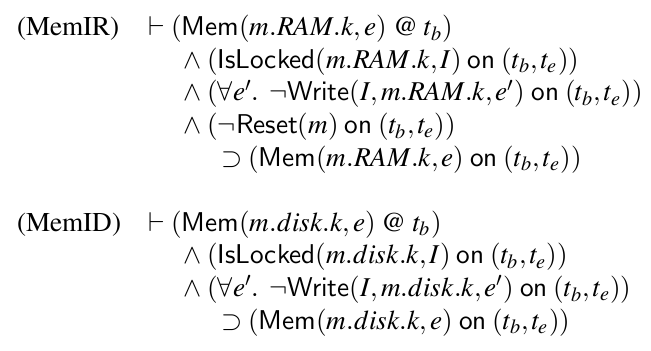 (MemIR) ⊢ (Mem(m.RAM.k, e) @ t_b)
∧ (IsLocked(m.RAM.k, I) on (t_b, t_e))
∧ (∀e′. ¬Write(I, m.RAM.k, e′) on (t_b, t_e))
∧ (¬Reset(m) on (t_b, t_e))
⊃ (Mem(m.RAM.k, e) on (t_b, t_e))
(MemID) ⊢ (Mem(m.disk.k, e) @ t_b)
∧ (IsLocked(m.disk.k, I) on (t_b, t_e))
∧ (∀e′. ¬Write(I, m.disk.k, e′) on (t_b, t_e))
⊃ (Mem(m.disk.k, e) on (t_b, t_e))